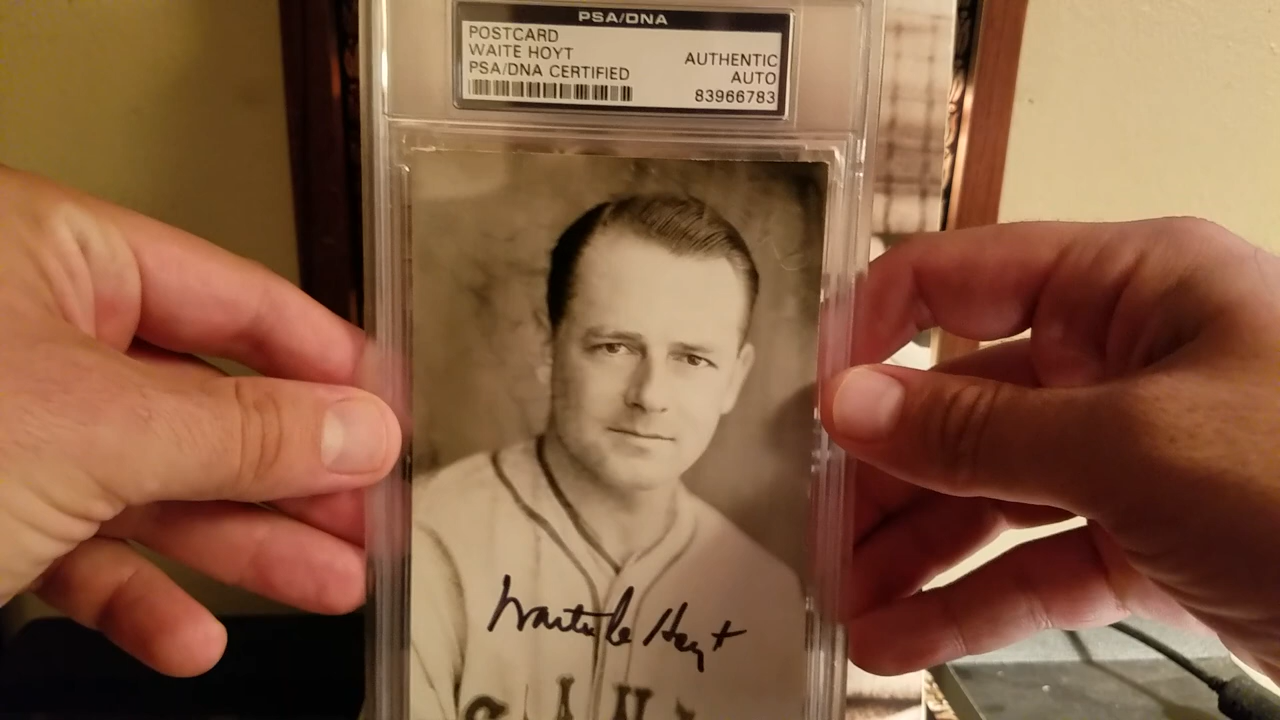 PSA/DNA
POSTCARD
WAITE HOYT
PSA/DNA CERTIFIED
AUTHENTIC
AUTO
83966783
Waite Hoyt